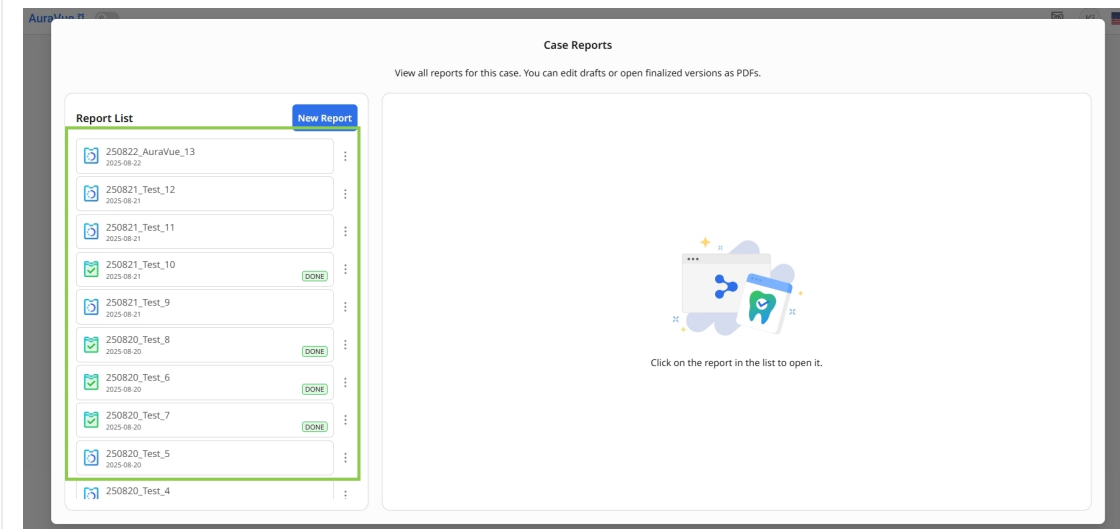 AuraVue
Case Reports
View all reports for this case. You can edit drafts or open finalized versions as PDFs.
Report List
New Report
250822_AuraVue_13
2025-08-22
250821_Test_12
2025-08-21
250821_Test_11
2025-08-21
250821_Test_10
2025-08-21
DONE
250821_Test_9
2025-08-21
250820_Test_8
2025-08-20
DONE
250820_Test_6
2025-08-20
DONE
250820_Test_7
2025-08-20
DONE
250820_Test_5
2025-08-20
250820_Test_4
Click on the report in the list to open it.